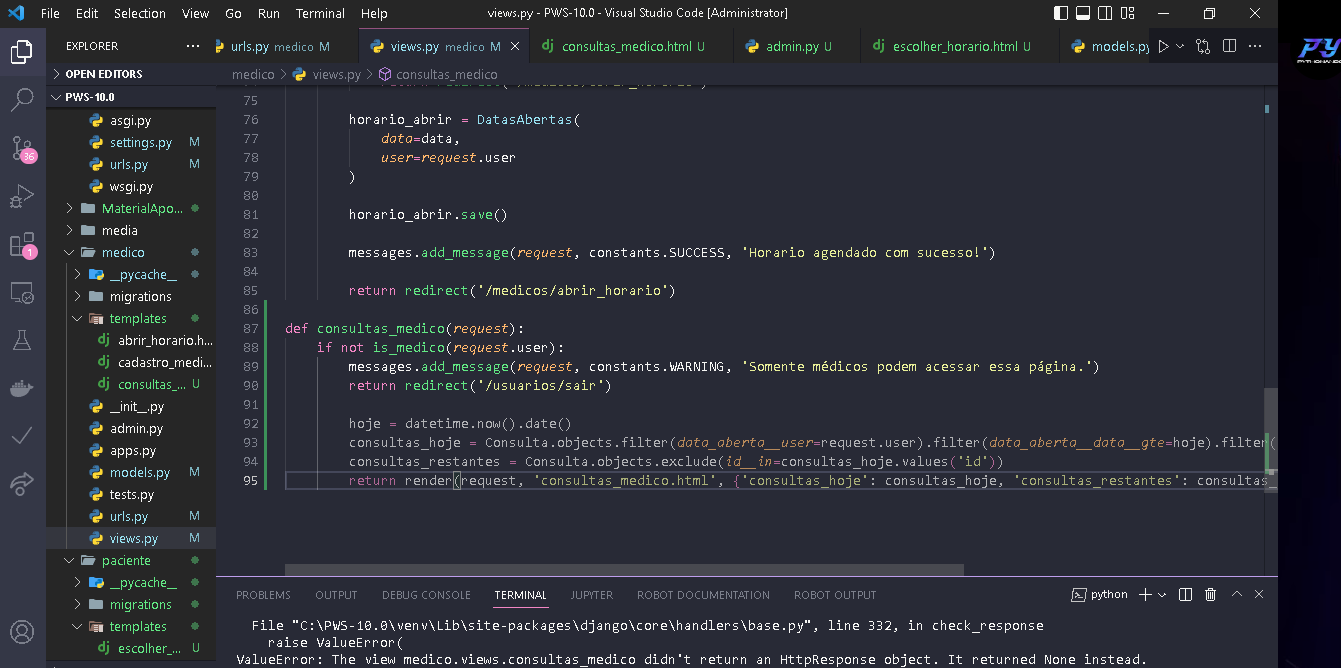 File Edit Selection View Go Run Terminal Help views.py - PWS-10.0 - Visual Studio Code [Administrator]
EXPLORER ··· urls.py medico M views.py medico M × consultas_medico.html U admin.py U escolher_horario.html U models.py ···
OPEN EDITORS
medico > views.py > consultas_medico
PWS-10.0
asgi.py
settings.py M
urls.py M
wsgi.py
MaterialApo...
media
medico
__pycache__
migrations
templates
abrir_horario.h...
cadastro_medi...
consultas_... U
__init__.py
admin.py
apps.py
models.py M
tests.py
urls.py M
views.py M
paciente
__pycache__
migrations
templates
escolher_... U
36
1
75
76 horario_abrir = DatasAbertas(
77 data=data,
78 user=request.user
79 )
80
81 horario_abrir.save()
82
83 messages.add_message(request, constants.SUCCESS, 'Horario agendado com sucesso!')
84
85 return redirect('/medicos/abrir_horario')
86
87 def consultas_medico(request):
88 if not is_medico(request.user):
89 messages.add_message(request, constants.WARNING, 'Somente médicos podem acessar essa página.')
90 return redirect('/usuarios/sair')
91
92 hoje = datetime.now().date()
93 consultas_hoje = Consulta.objects.filter(data_aberta__user=request.user).filter(data_aberta__data__gte=hoje).filter(
94 consultas_restantes = Consulta.objects.exclude(id__in=consultas_hoje.values('id'))
95 return render(request, 'consultas_medico.html', {'consultas_hoje': consultas_hoje, 'consultas_restantes': consultas_
PROBLEMS OUTPUT DEBUG CONSOLE TERMINAL JUPYTER ROBOT DOCUMENTATION ROBOT OUTPUT python
File "C:\PWS-10.0\venv\Lib\site-packages\django\core\handlers\base.py", line 332, in check_response
raise ValueError(
ValueError: The view medico.views.consultas_medico didn't return an HttpResponse object. It returned None instead.
PY